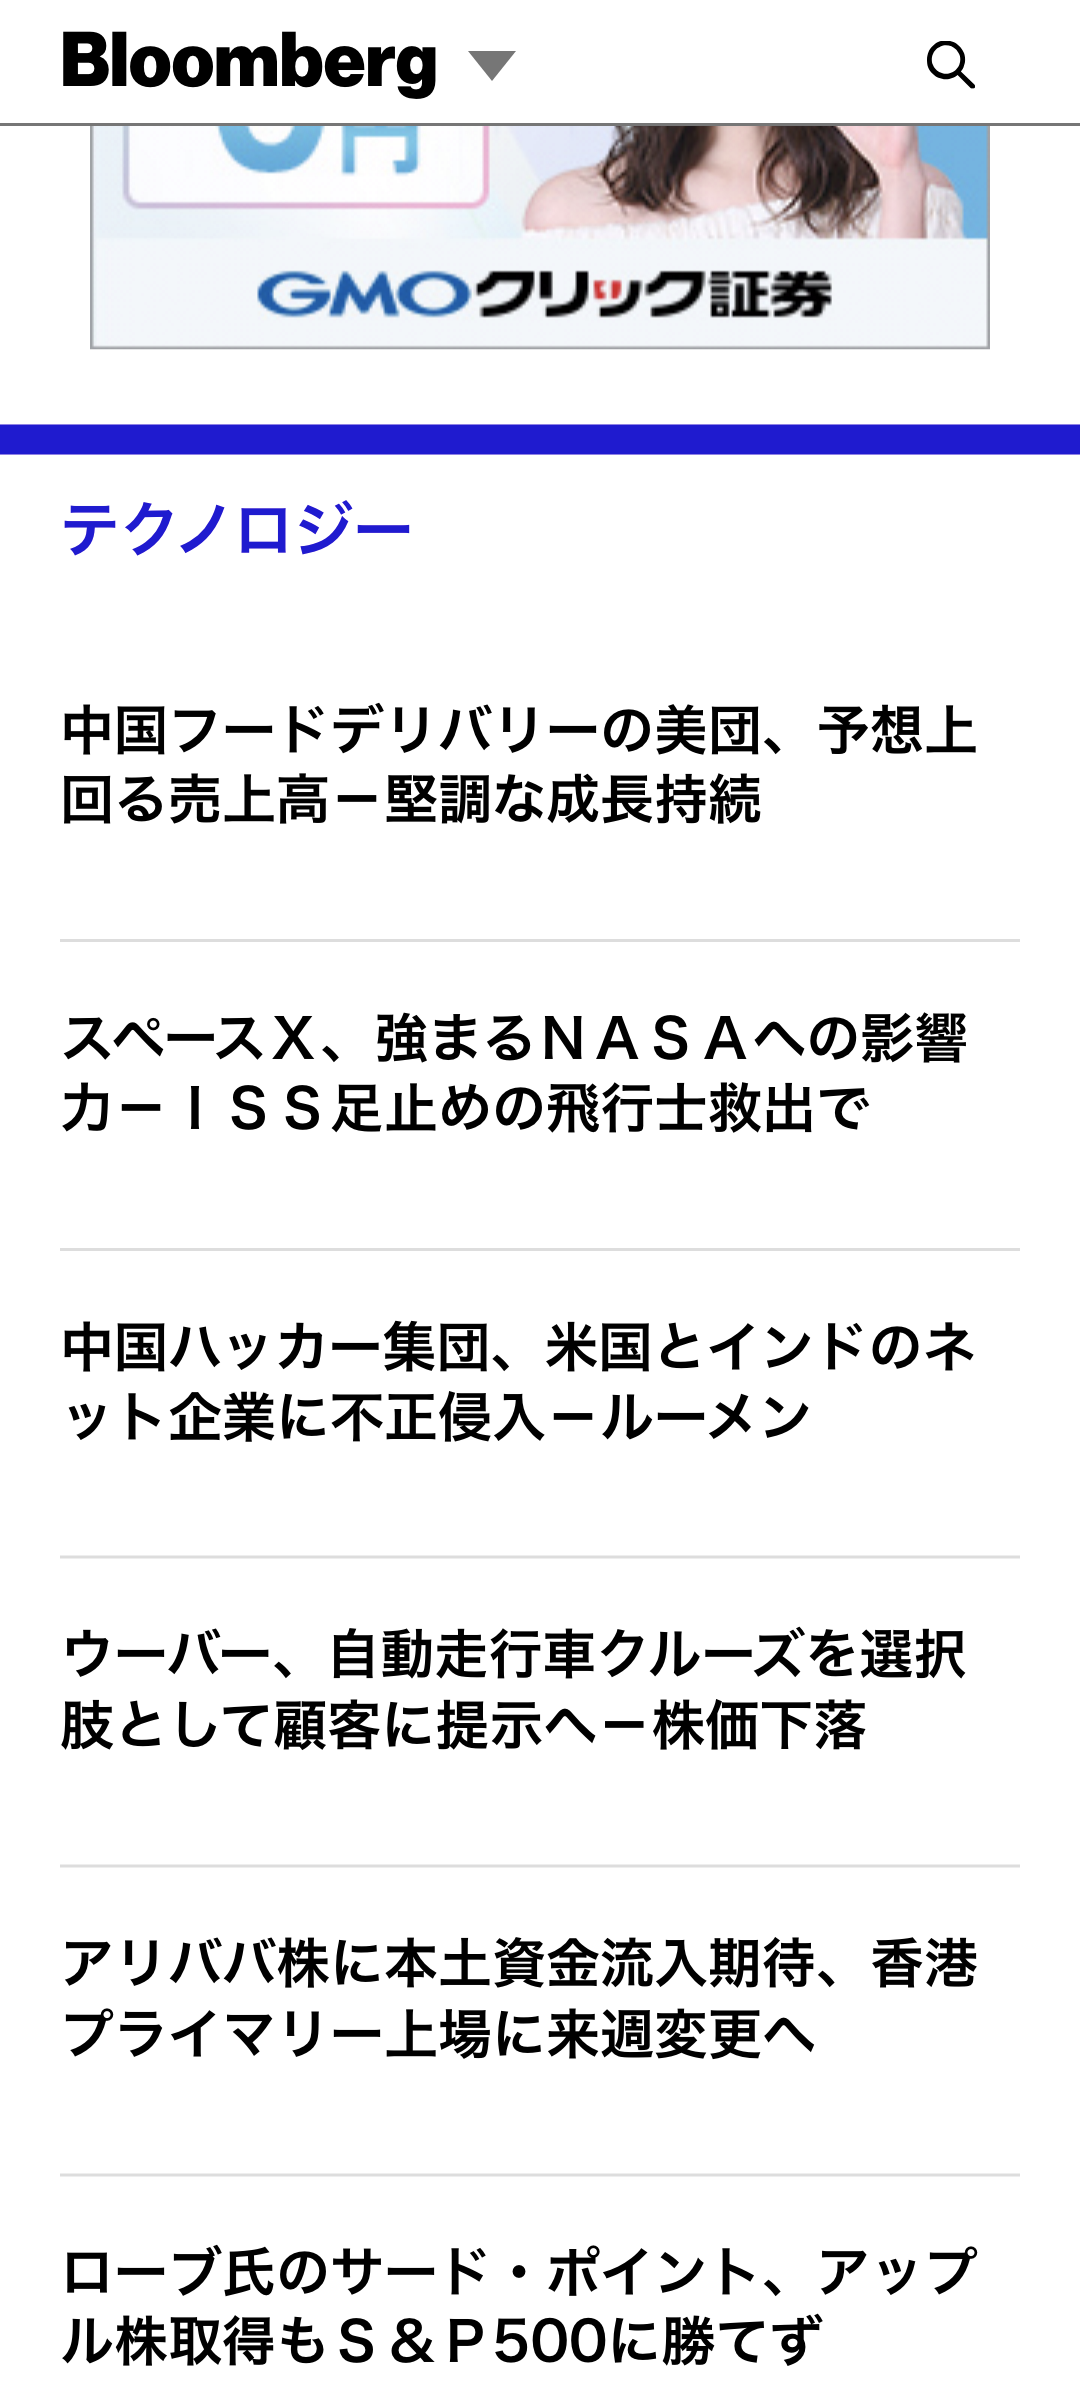 Bloomberg
円
GMOクリック証券
テクノロジー
中国フードデリバリーの美団、予想上
回る売上高－堅調な成長持続
スペースＸ、強まるＮＡＳＡへの影響
力－ＩＳＳ足止めの飛行士救出で
中国ハッカー集団、米国とインドのネ
ット企業に不正侵入－ルーメン
ウーバー、自動走行車クルーズを選択
肢として顧客に提示へ－株価下落
アリババ株に本土資金流入期待、香港
プライマリー上場に来週変更へ
ローブ氏のサード・ポイント、アップ
ル株取得もＳ＆Ｐ500に勝てず